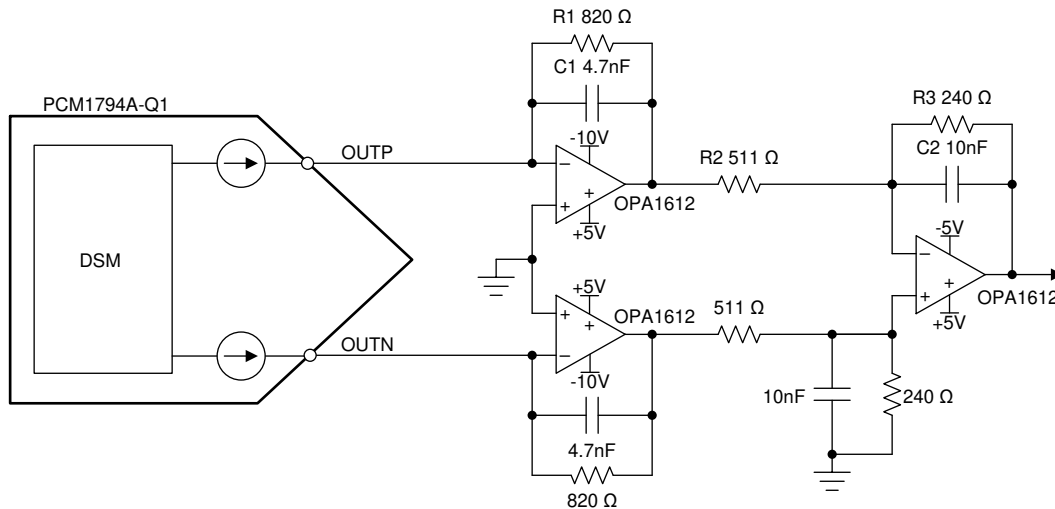 R1 820 Ω
C1 4.7nF
-10V
OPA1612
+5V
PCM1794A-Q1
OUTP
DSM
OUTN
R2 511 Ω
R3 240 Ω
C2 10nF
-5V
OPA1612
+5V
+5V
OPA1612
-10V
4.7nF
820 Ω
511 Ω
10nF
240 Ω